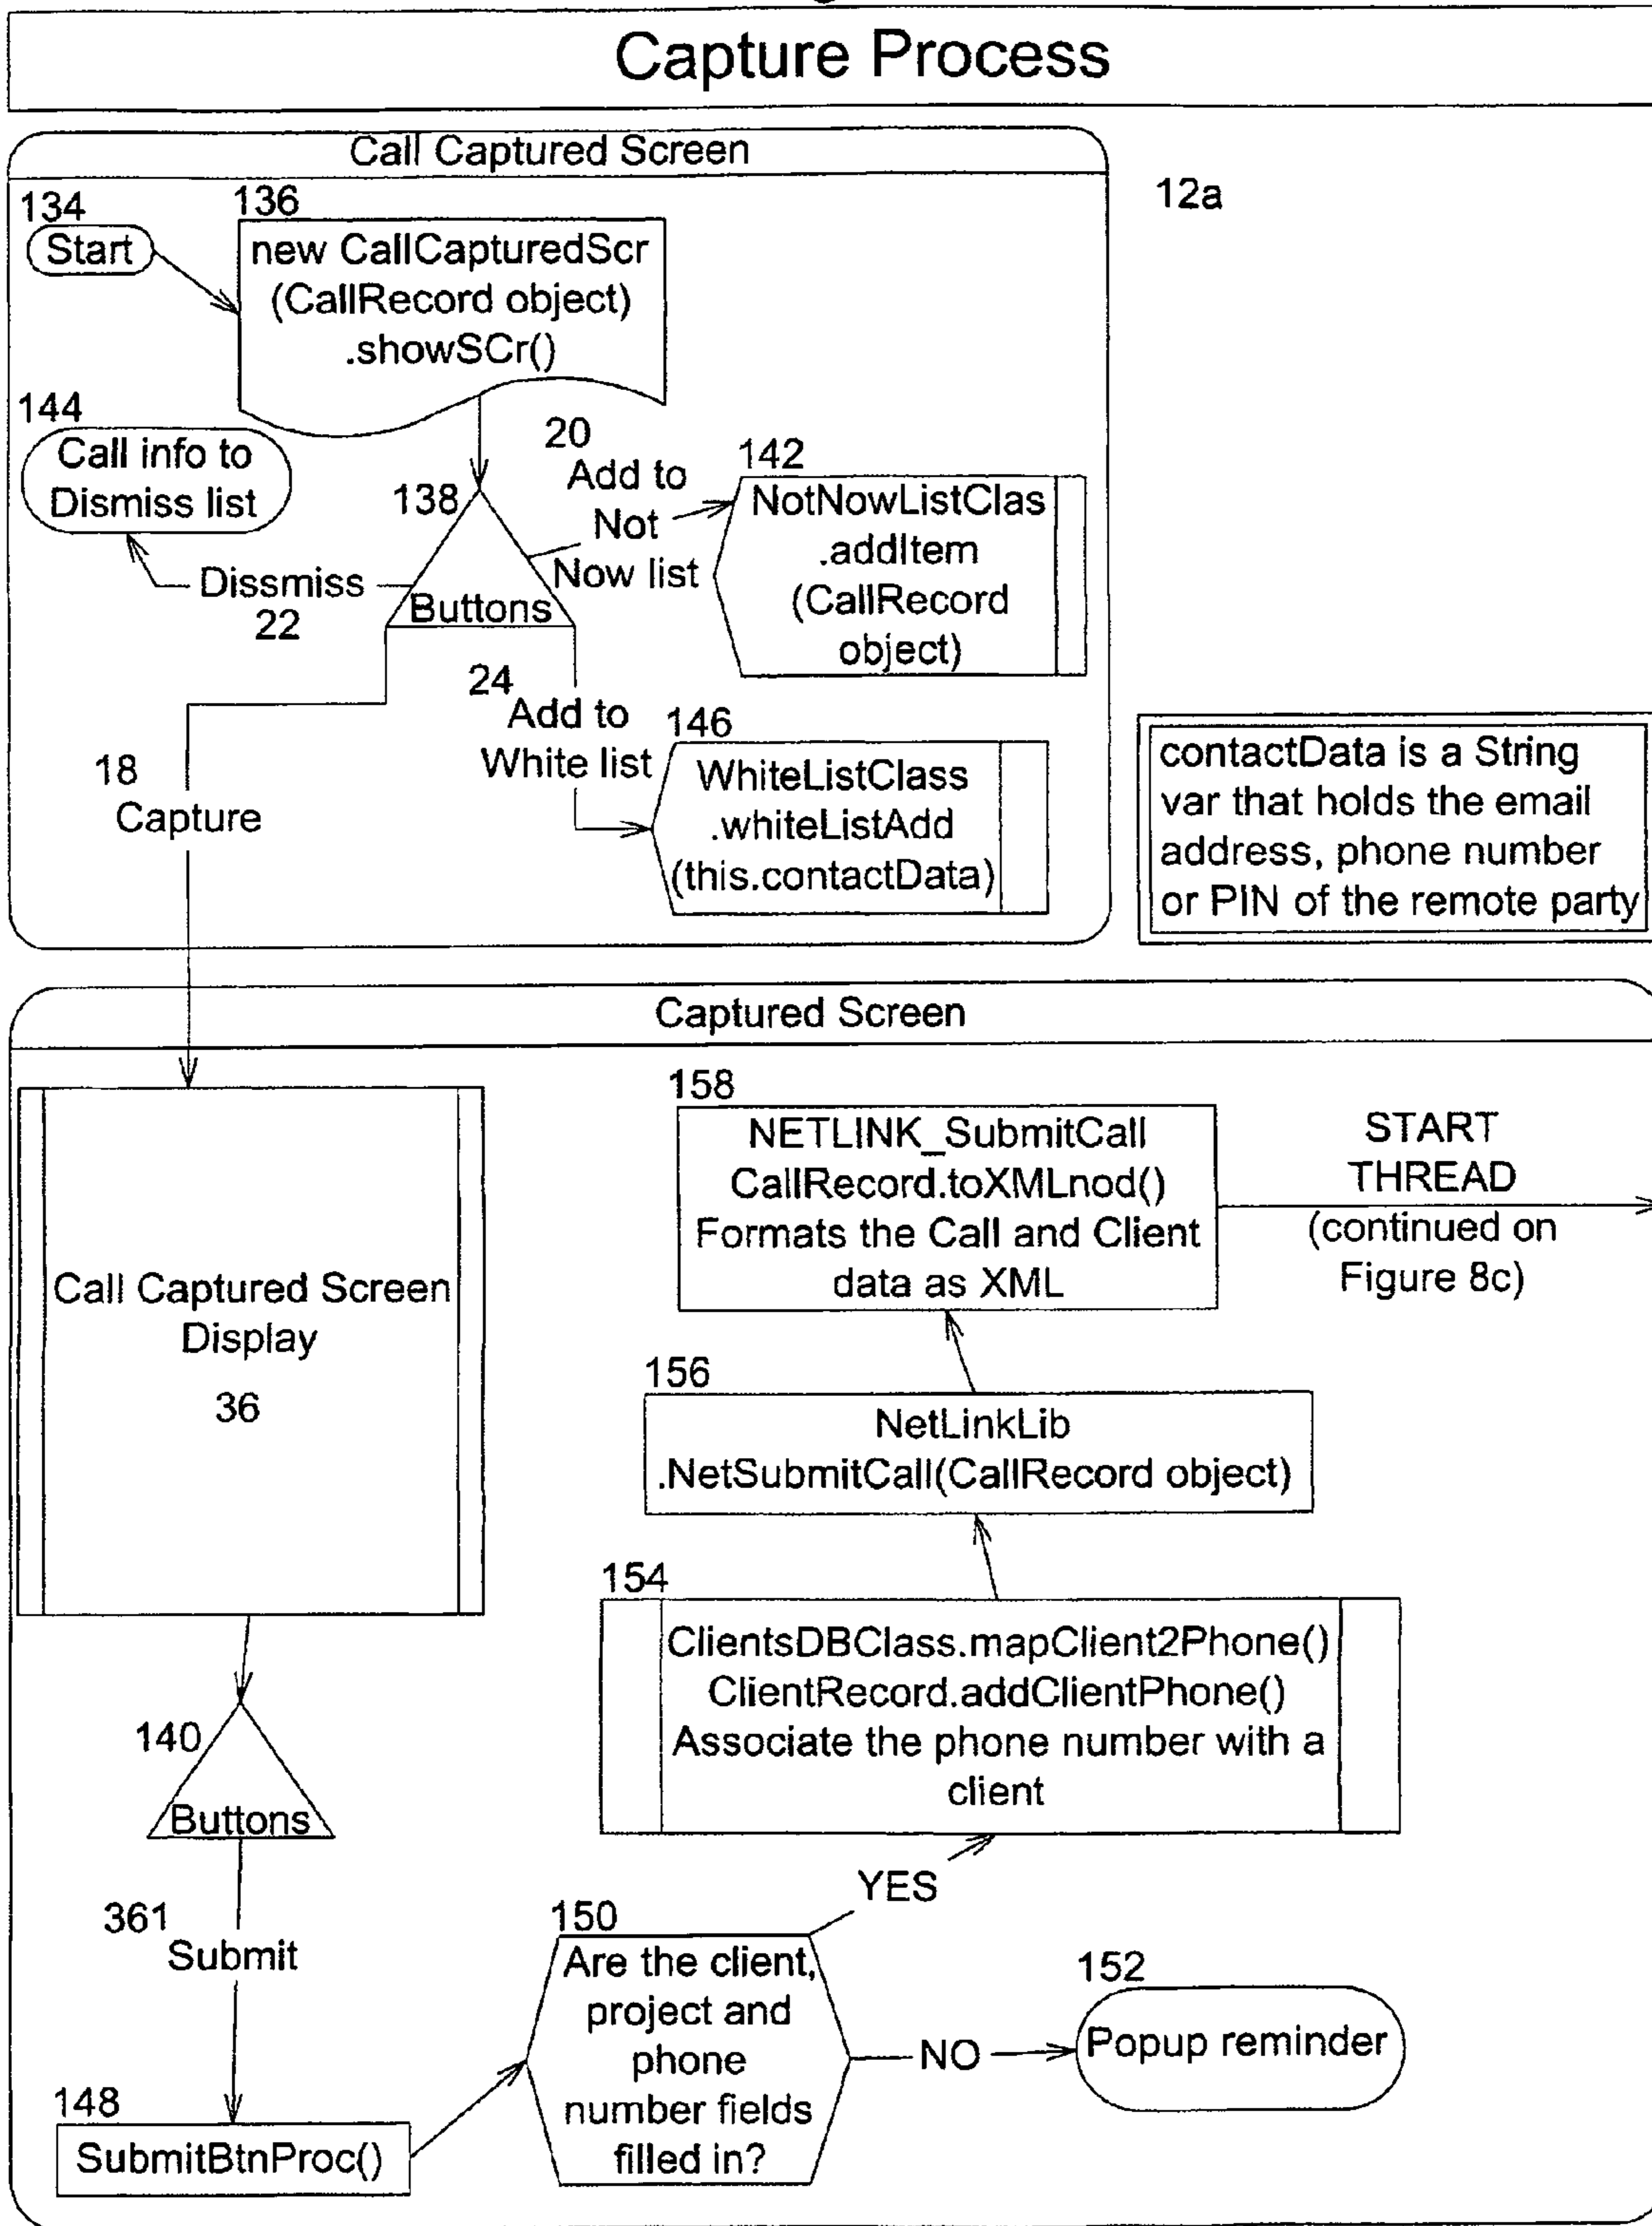 Capture Process
Call Captured Screen
12a
134
Start
136
new CallCapturedScr
(CallRecord object)
.showSCr()
144
Call info to
Dismiss list
138
Buttons
20
Add to
Not
Now list
142
NotNowListClas
.addItem
(CallRecord
object)
Dissmiss
22
24
Add to
White list
146
WhiteListClass
.whiteListAdd
(this.contactData)
18
Capture
contactData is a String
var that holds the email
address, phone number
or PIN of the remote party
Captured Screen
Call Captured Screen
Display
36
158
NETLINK_SubmitCall
CallRecord.toXMLnod()
Formats the Call and Client
data as XML
START
THREAD
(continued on
Figure 8c)
156
NetLinkLib
.NetSubmitCall(CallRecord object)
154
ClientsDBClass.mapClient2Phone()
ClientRecord.addClientPhone()
Associate the phone number with a
client
140
Buttons
361
Submit
148
SubmitBtnProc()
150
Are the client,
project and
phone
number fields
filled in?
YES
NO
152
Popup reminder